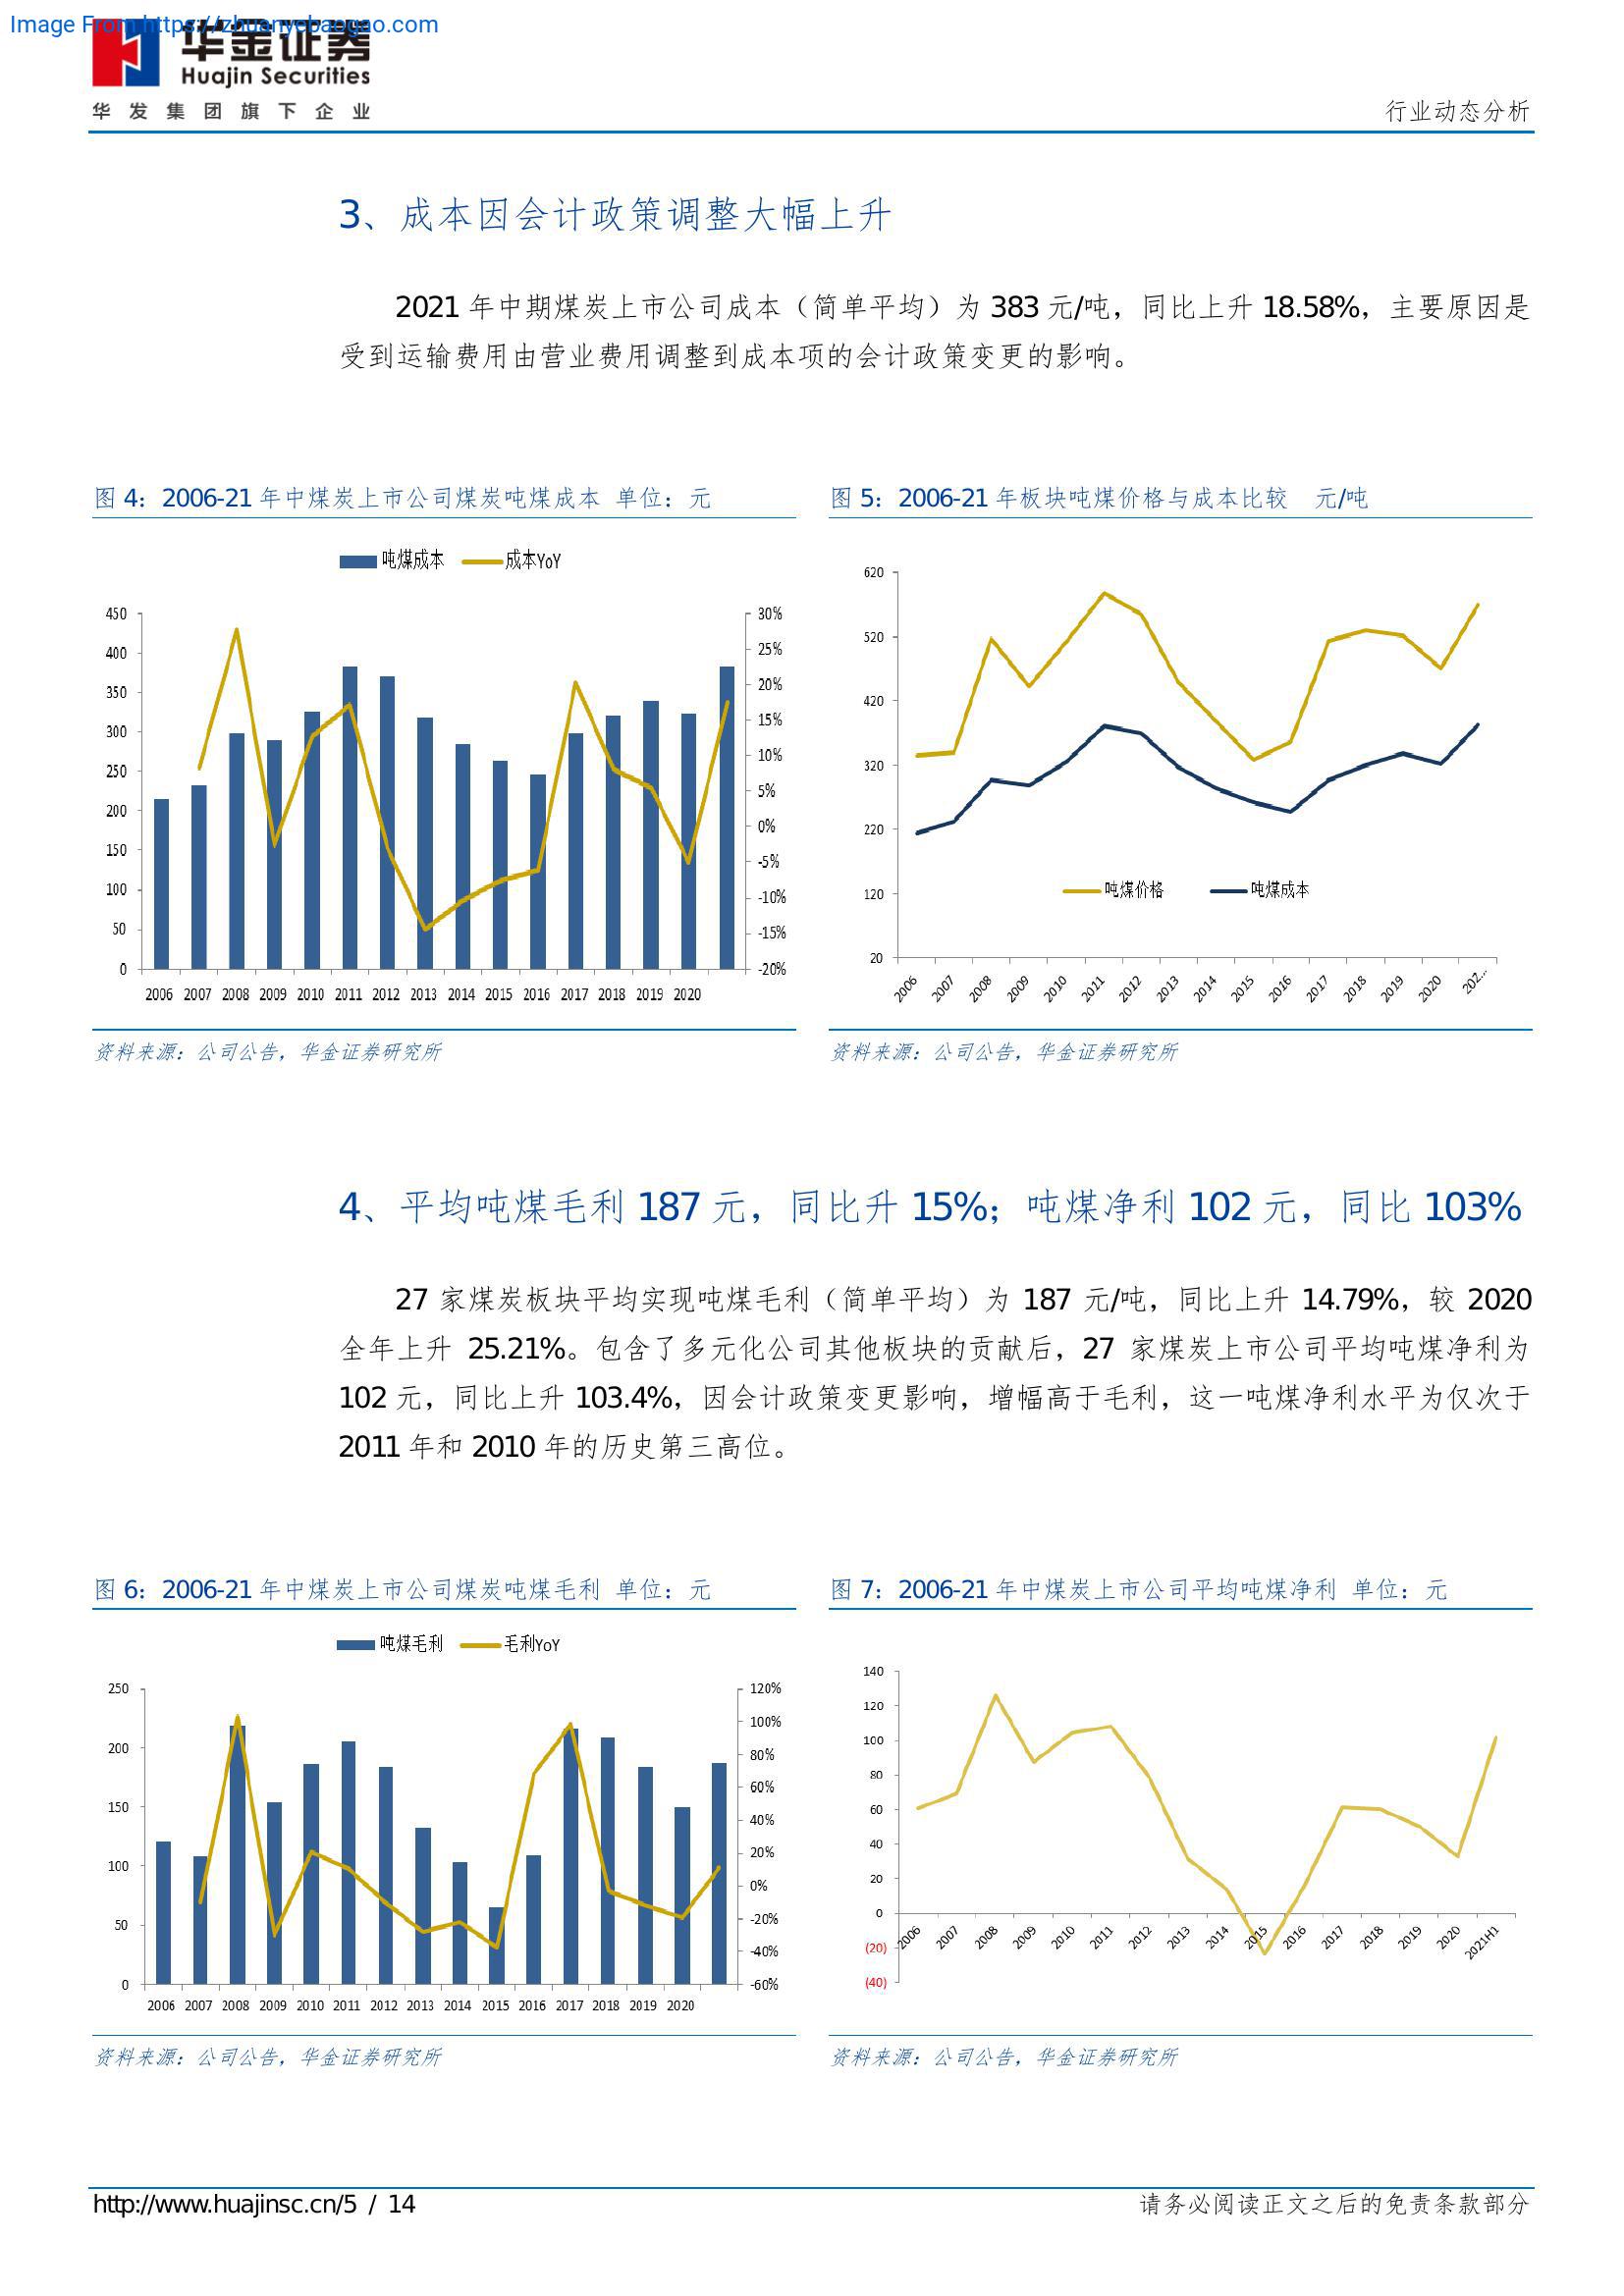 Image From https://zhuanyebaogao.com
华金证券
Huajin Securities
华发集团旗下企业
行业动态分析
3、成本因会计政策调整大幅上升
2021 年中期煤炭上市公司成本（简单平均）为 383 元/吨，同比上升 18.58%，主要原因是
受到运输费用由营业费用调整到成本项的会计政策变更的影响。
图 4：2006-21 年中煤炭上市公司煤炭吨煤成本 单位：元
吨煤成本 成本YoY
450 30%
400 25%
350 20%
300 15%
250 10%
200 5%
150 0%
100 -5%
50 -10%
0 -15%
-20%
2006 2007 2008 2009 2010 2011 2012 2013 2014 2015 2016 2017 2018 2019 2020
资料来源：公司公告，华金证券研究所
图 5：2006-21 年板块吨煤价格与成本比较 元/吨
620
520
420
320
220
120
20
吨煤价格 吨煤成本
2006 2007 2008 2009 2010 2011 2012 2013 2014 2015 2016 2017 2018 2019 2020 202...
资料来源：公司公告，华金证券研究所
4、平均吨煤毛利 187 元，同比升 15%；吨煤净利 102 元，同比 103%
27 家煤炭板块平均实现吨煤毛利（简单平均）为 187 元/吨，同比上升 14.79%，较 2020
全年上升 25.21%。包含了多元化公司其他板块的贡献后，27 家煤炭上市公司平均吨煤净利为
102 元，同比上升 103.4%，因会计政策变更影响，增幅高于毛利，这一吨煤净利水平为仅次于
2011 年和 2010 年的历史第三高位。
图 6：2006-21 年中煤炭上市公司煤炭吨煤毛利 单位：元
吨煤毛利 毛利YoY
250 120%
200 100%
150 80%
100 60%
50 40%
0 20%
0%
-20%
-40%
-60%
2006 2007 2008 2009 2010 2011 2012 2013 2014 2015 2016 2017 2018 2019 2020
资料来源：公司公告，华金证券研究所
图 7：2006-21 年中煤炭上市公司平均吨煤净利 单位：元
140
120
100
80
60
40
20
0
(20)
(40)
2006 2007 2008 2009 2010 2011 2012 2013 2014 2015 2016 2017 2018 2019 2020 2021H1
资料来源：公司公告，华金证券研究所
http://www.huajinsc.cn/5 / 14
请务必阅读正文之后的免责条款部分